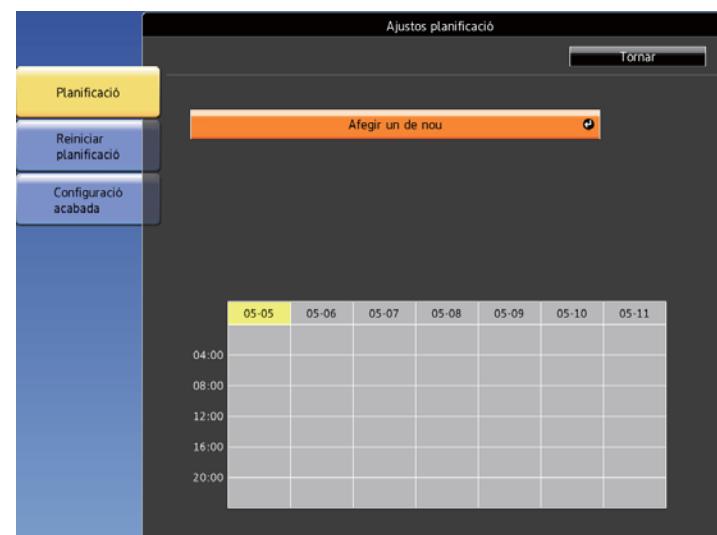 Ajustos planificació
Tornar
Planificació
Afegir un de nou
Reiniciar
planificació
Configuració
acabada
05-05 05-06 05-07 05-08 05-09 05-10 05-11
04:00
08:00
12:00
16:00
20:00